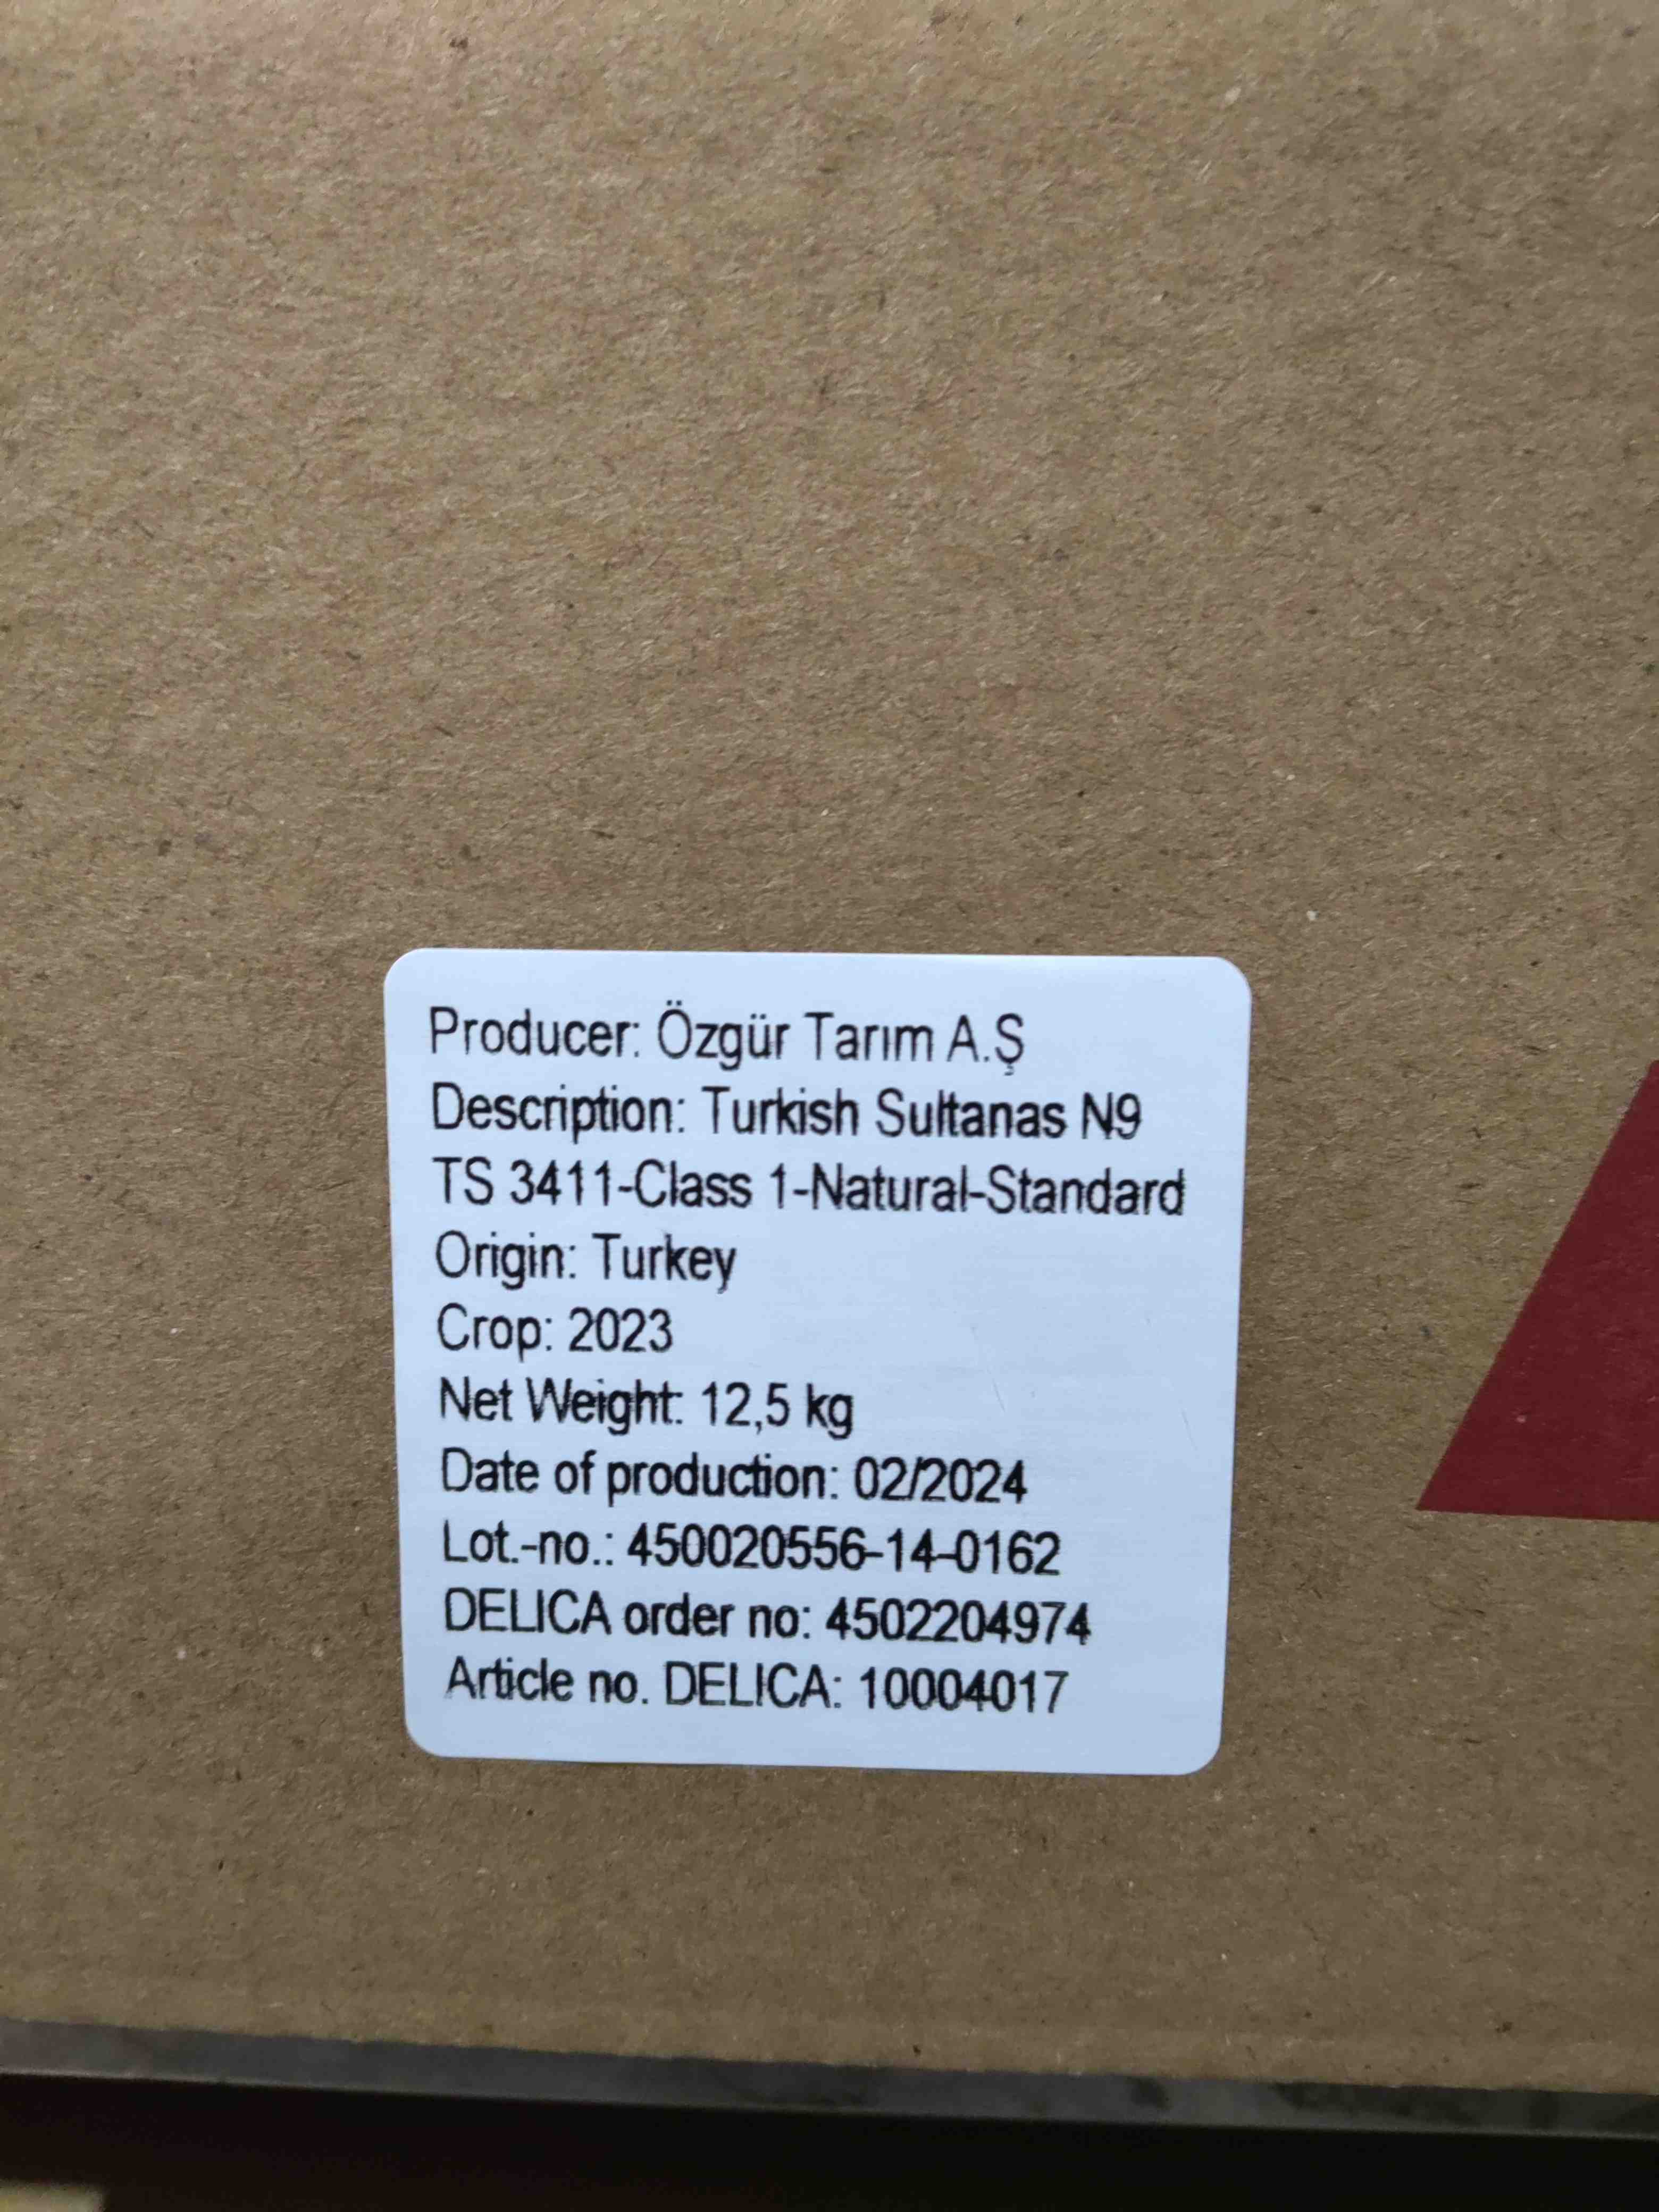 Producer: Özgür Tarım A.Ş
Description: Turkish Sultanas N9
TS 3411-Class 1-Natural-Standard
Origin: Turkey
Crop: 2023
Net Weight: 12,5 kg
Date of production: 02/2024
Lot.-no.: 450020556-14-0162
DELICA order no: 4502204974
Article no. DELICA: 10004017